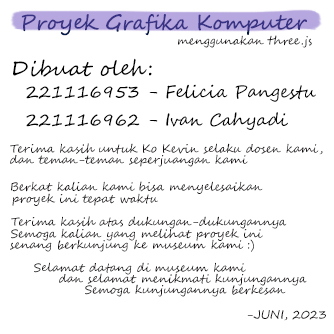 Proyek Grafika Komputer
menggunakan three.js
Dibuat oleh:
221116953 - Felicia Pangestu
221116962 - Ivan Cahyadi
Terima kasih untuk Ko Kevin selaku dosen kami,
dan teman-teman seperjuangan kami
Berkat kalian kami bisa menyelesaikan
proyek ini tepat waktu
Terima kasih atas dukungan-dukungannya
Semoga kalian yang melihat proyek ini
senang berkunjung ke museum kami :)
Selamat datang di museum kami
dan selamat menikmati kunjungannya
Semoga kunjungannya berkesan
-JUNI, 2023